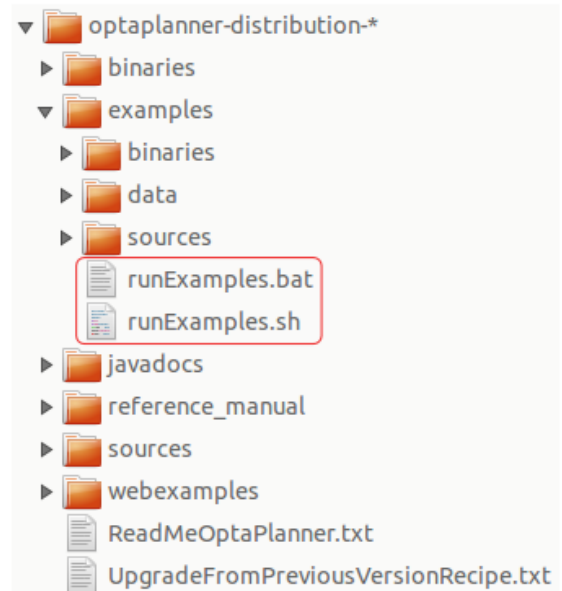 optaplanner-distribution-*
binaries
examples
binaries
data
sources
runExamples.bat
runExamples.sh
javadocs
reference_manual
sources
webexamples
ReadMeOptaPlanner.txt
UpgradeFromPreviousVersionRecipe.txt